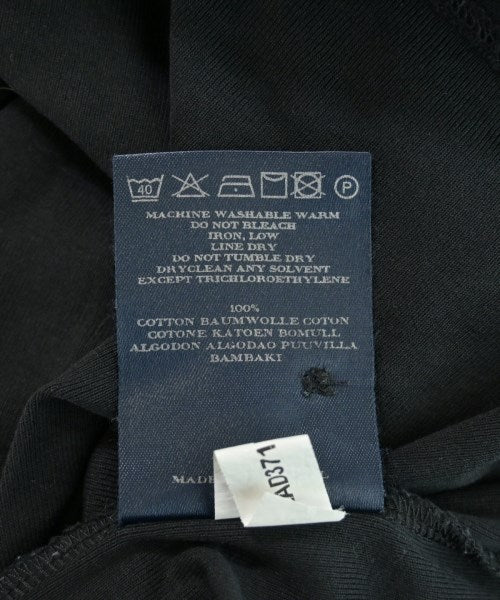 40 P
MACHINE WASHABLE WARM
DO NOT BLEACH
IRON, LOW
LINE DRY
DO NOT TUMBLE DRY
DRYCLEAN ANY SOLVENT
EXCEPT TRICHLOROETHYLENE
100%
COTTON BAUMWOLLE COTON
COTONE KATOEN BOMULL
ALGODON ALGODAO PUUVILLA
BAMBAKI
AD371